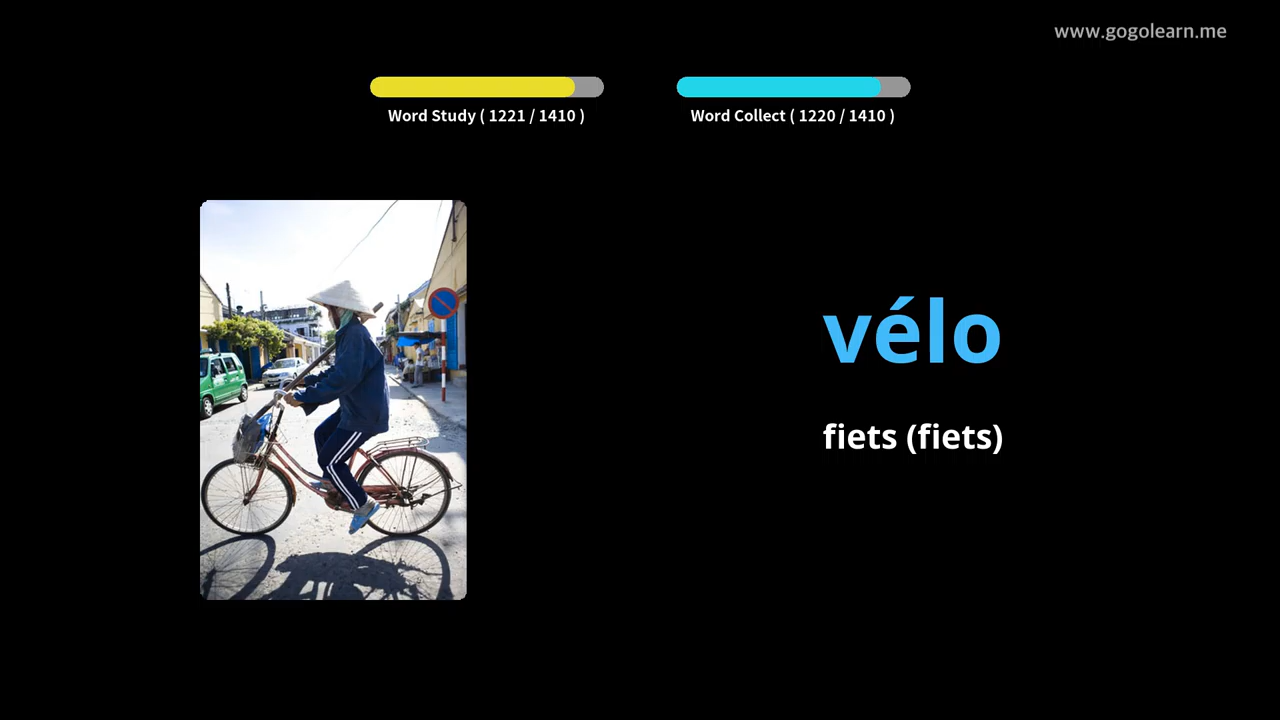 www.gogolearn.me
Word Study ( 1221 / 1410 )
Word Collect ( 1220 / 1410 )
vélo
fiets (fiets)